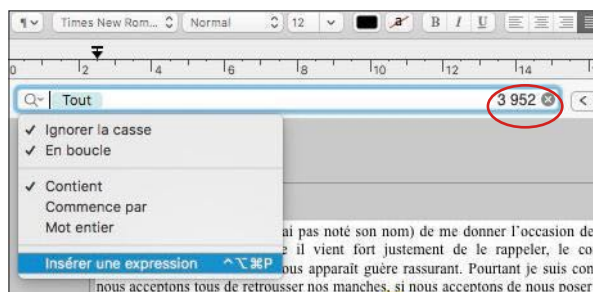 ¶ Times New Rom... Normal 12 a B I U
0 2 4 6 8 10 12 14
Tout 3 952 <
✓ Ignorer la casse
✓ En boucle
✓ Contient
Commence par
Mot entier
Insérer une expression ^⌥⌘P
ai pas noté son nom) de me donner l'occasion de
e il vient fort justement de le rappeler, le co
ous apparaît guère rassurant. Pourtant je suis con
nous acceptons tous de retrousser nos manches, si nous acceptons de nous poser